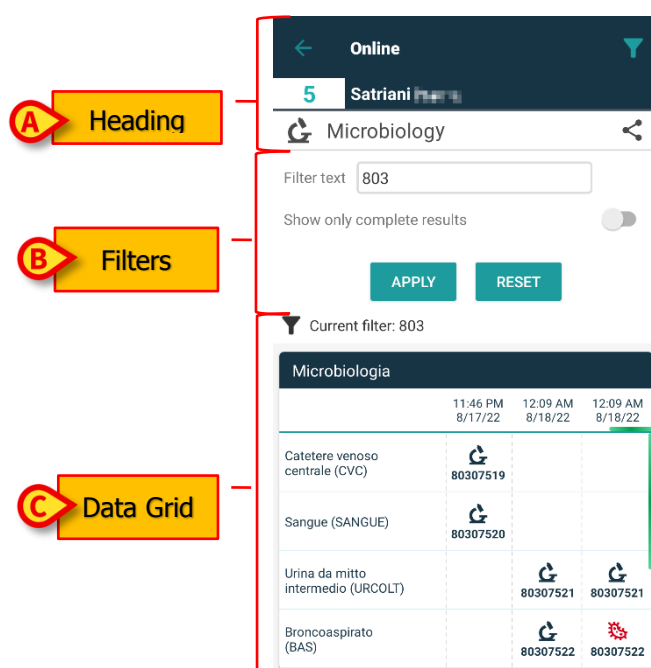 Online
5 Satriani
A Heading
Microbiology
Filter text 803
Show only complete results
B Filters
APPLY RESET
Current filter: 803
Microbiologia
11:46 PM 12:09 AM 12:09 AM
8/17/22 8/18/22 8/18/22
Catetere venoso
centrale (CVC)
80307519
C Data Grid
Sangue (SANGUE)
80307520
Urina da mitto
intermedio (URCOLT)
80307521 80307521
Broncoaspirato
(BAS)
80307522 80307522